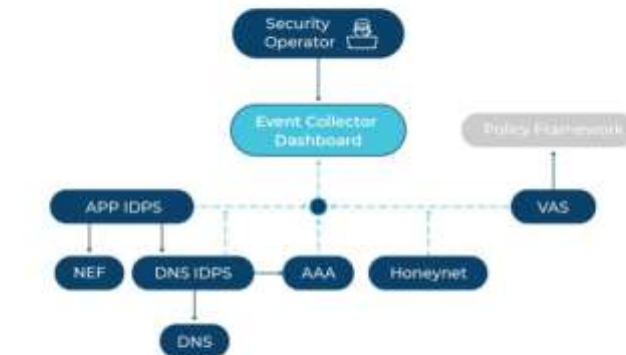 Security
Operator
Event Collector
Dashboard
Policy Framework
APP IDPS
VAS
NEF
DNS IDPS
AAA
Honeynet
DNS